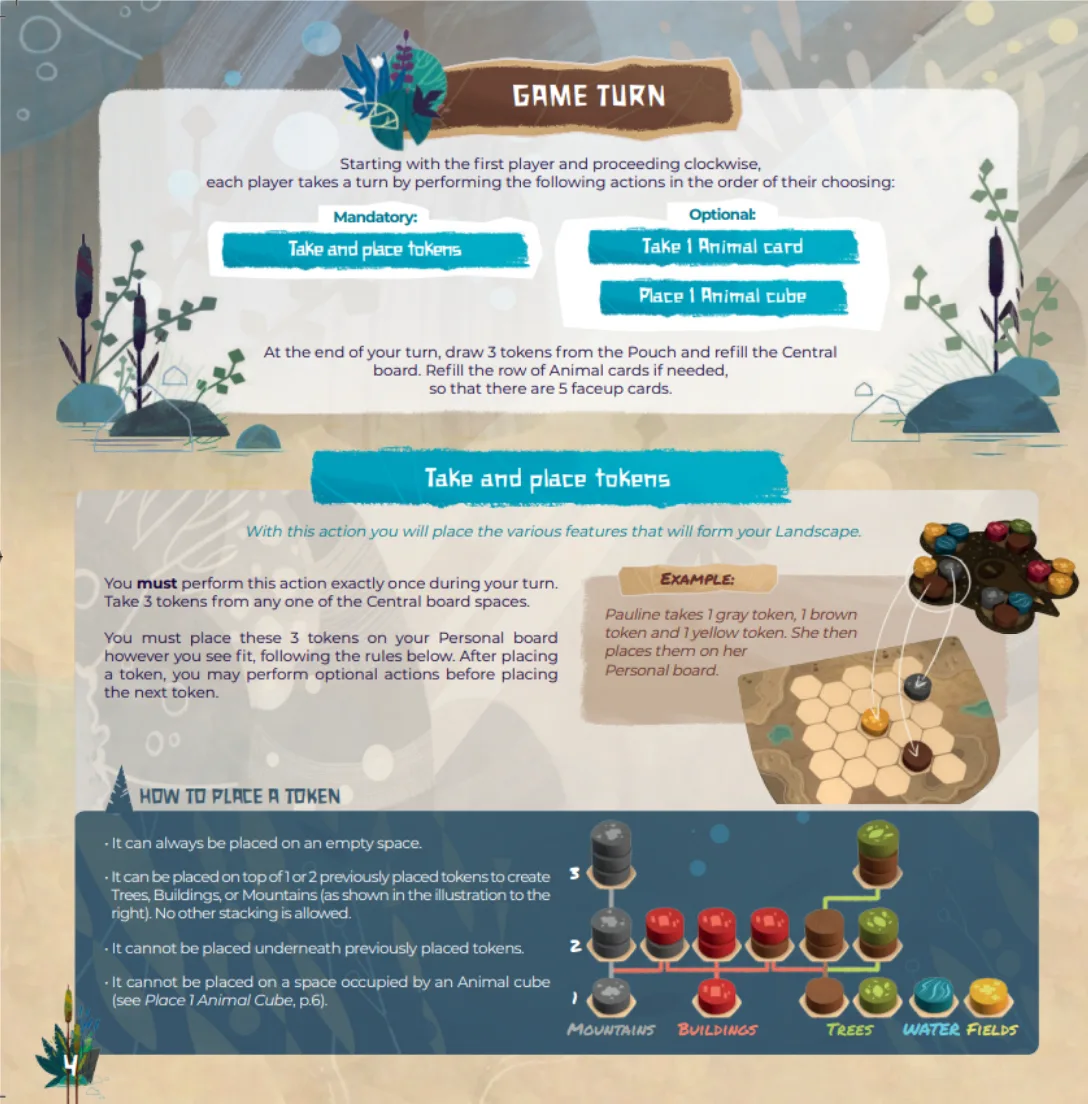 GAME TURN
Starting with the first player and proceeding clockwise,
each player takes a turn by performing the following actions in the order of their choosing:
Mandatory:
Take and place tokens
Optional:
Take 1 Animal card
Place 1 Animal cube
At the end of your turn, draw 3 tokens from the Pouch and refill the Central
board. Refill the row of Animal cards if needed,
so that there are 5 faceup cards.
Take and place tokens
With this action you will place the various features that will form your Landscape.
You must perform this action exactly once during your turn.
Take 3 tokens from any one of the Central board spaces.
You must place these 3 tokens on your Personal board
however you see fit, following the rules below. After placing
a token, you may perform optional actions before placing
the next token.
EXAMPLE:
Pauline takes 1 gray token, 1 brown
token and 1 yellow token. She then
places them on her
Personal board.
HOW TO PLACE A TOKEN
• It can always be placed on an empty space.
• It can be placed on top of 1 or 2 previously placed tokens to create
Trees, Buildings, or Mountains (as shown in the illustration to the
right). No other stacking is allowed.
• It cannot be placed underneath previously placed tokens.
• It cannot be placed on a space occupied by an Animal cube
(see Place 1 Animal Cube, p.6).
3
2
1
MOUNTAINS BUILDINGS TREES WATER FIELDS
4